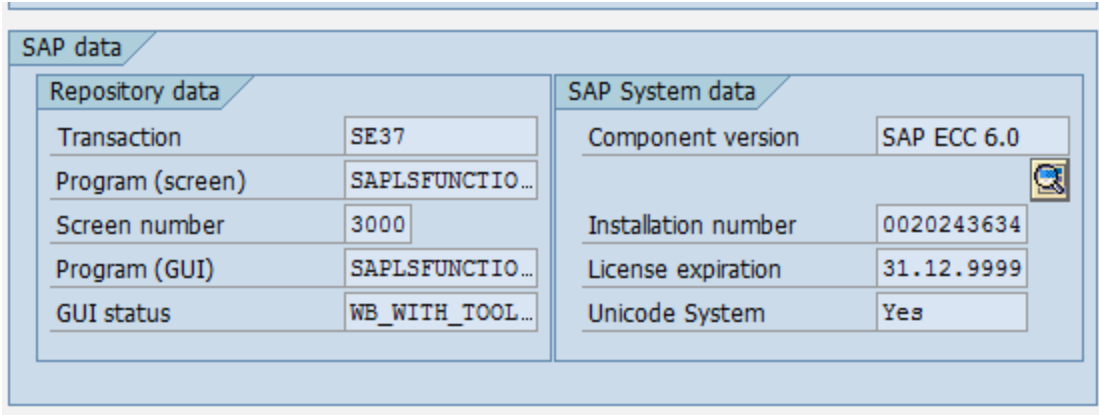 SAP data
Repository data
Transaction SE37
Program (screen) SAPLSFUNCTIO…
Screen number 3000
Program (GUI) SAPLSFUNCTIO…
GUI status WB_WITH_TOOL…
SAP System data
Component version SAP ECC 6.0
Installation number 0020243634
License expiration 31.12.9999
Unicode System Yes